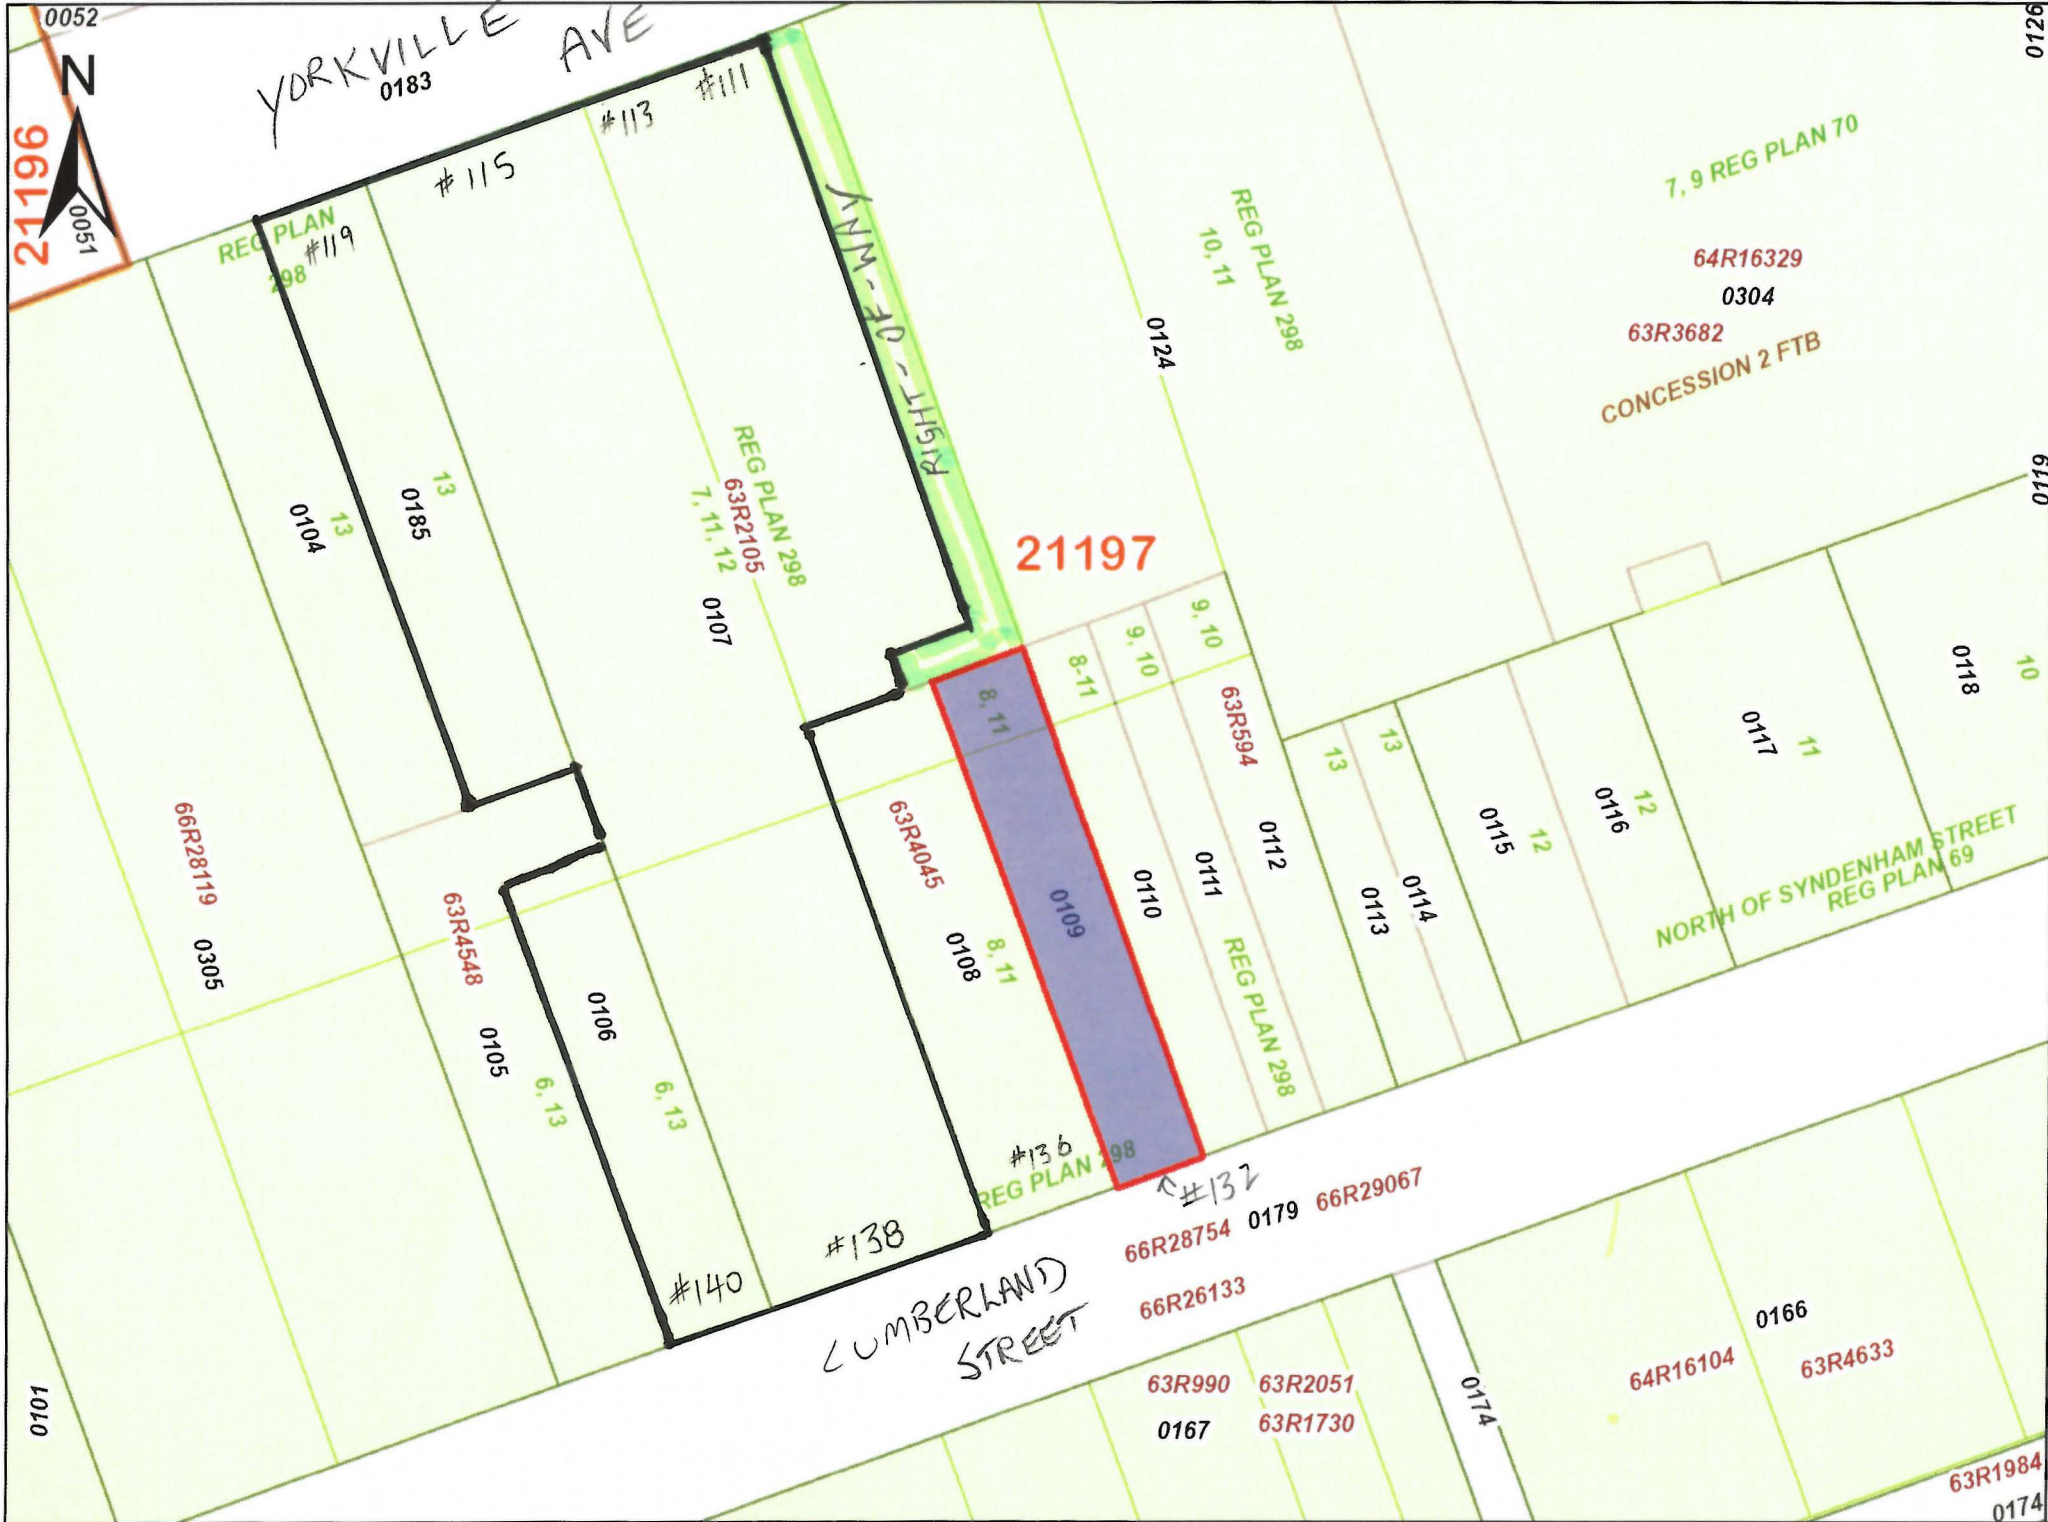 0052
YORKVILLE AVE
0183
N
21196
0051
#111
#113
#115
#119
REG PLAN
298
RIGHT-OF-WAY
0126
7, 9 REG PLAN 70
64R16329
0304
63R3682
CONCESSION 2 FTB
REG PLAN 298
10, 11
0124
0119
13
0104
13
0185
REG PLAN 298
63R2105
7, 11, 12
0107
21197
8, 11
8-11
9, 10
9, 10
63R594
0109
0110
0111
0112
REG PLAN 298
13
13
0113
0114
0115
12
0116
12
0117
11
0118
10
NORTH OF SYNDENHAM STREET
REG PLAN 69
66R28119
0305
63R4548
0105
6, 13
0106
6, 13
63R4045
0108
8, 11
#136
REG PLAN 298
#132
#138
#140
CUMBERLAND
STREET
66R28754 0179 66R29067
66R26133
0101
63R990 63R2051
0167 63R1730
0174
0166
64R16104
63R4633
63R1984
0174